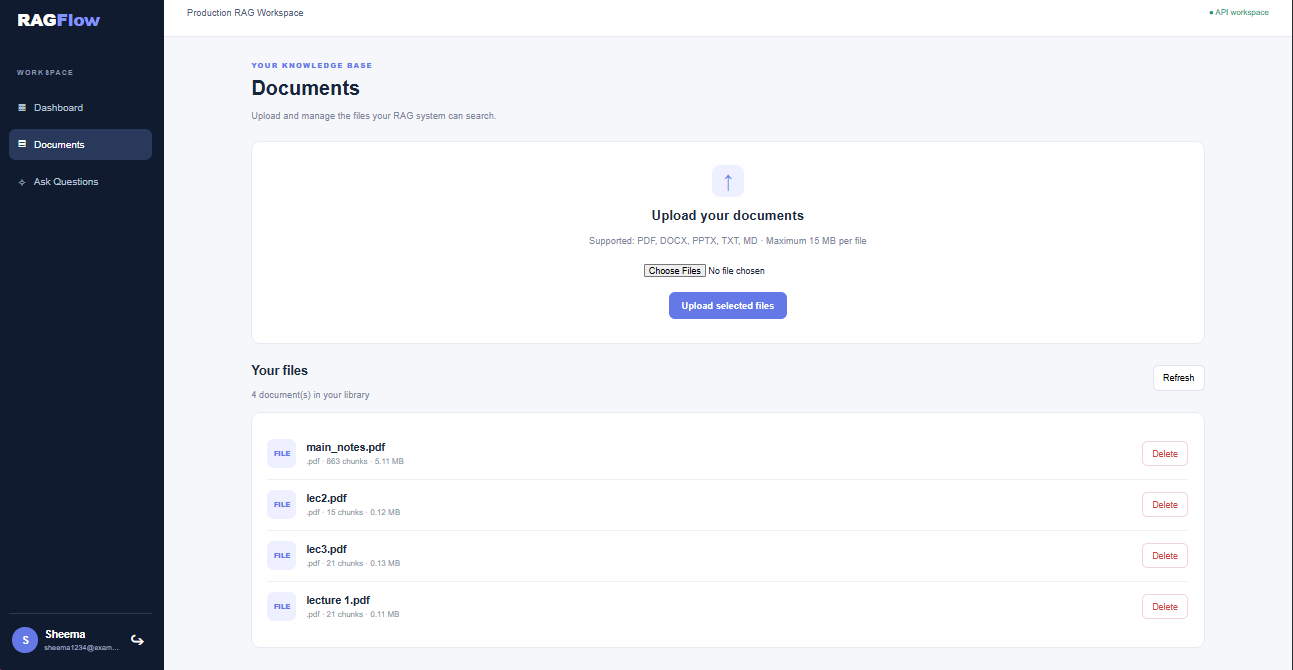 RAGFlow
Production RAG Workspace
● API workspace
WORKSPACE
Dashboard
Documents
Ask Questions
YOUR KNOWLEDGE BASE
Documents
Upload and manage the files your RAG system can search.
↑
Upload your documents
Supported: PDF, DOCX, PPTX, TXT, MD · Maximum 15 MB per file
Choose Files No file chosen
Upload selected files
Your files
4 document(s) in your library
Refresh
FILE
main_notes.pdf
.pdf · 863 chunks · 5.11 MB
Delete
FILE
lec2.pdf
.pdf · 15 chunks · 0.12 MB
Delete
FILE
lec3.pdf
.pdf · 21 chunks · 0.13 MB
Delete
FILE
lecture 1.pdf
.pdf · 21 chunks · 0.11 MB
Delete
S
Sheema
sheema1234@exam...